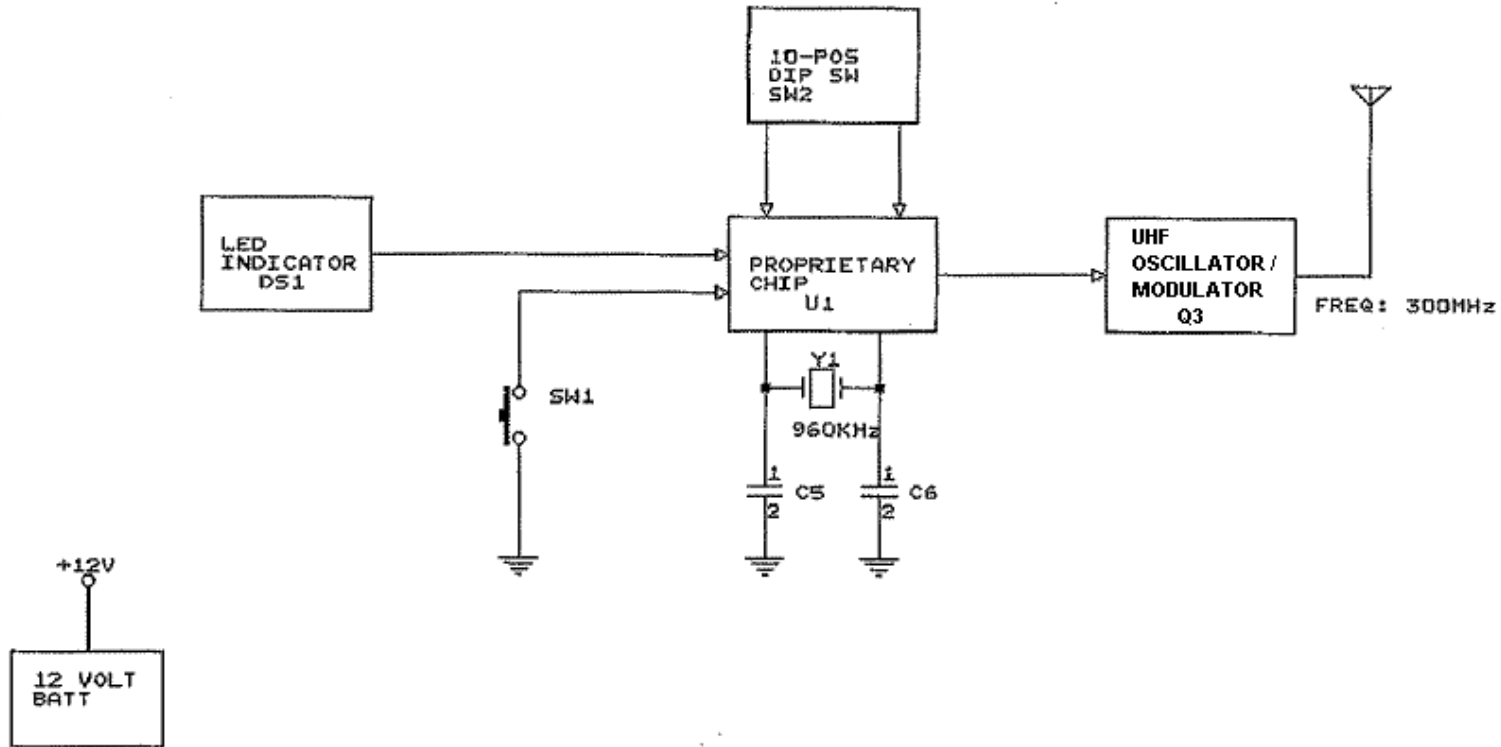 10-POS
DIP SW
SW2
LED
INDICATOR
DS1
PROPRIETARY
CHIP
U1
UHF
OSCILLATOR /
MODULATOR
Q3
FREQ: 300MHz
SW1
Y1
960KHz
1
C5
2
1
C6
2
+12V
12 VOLT
BATT